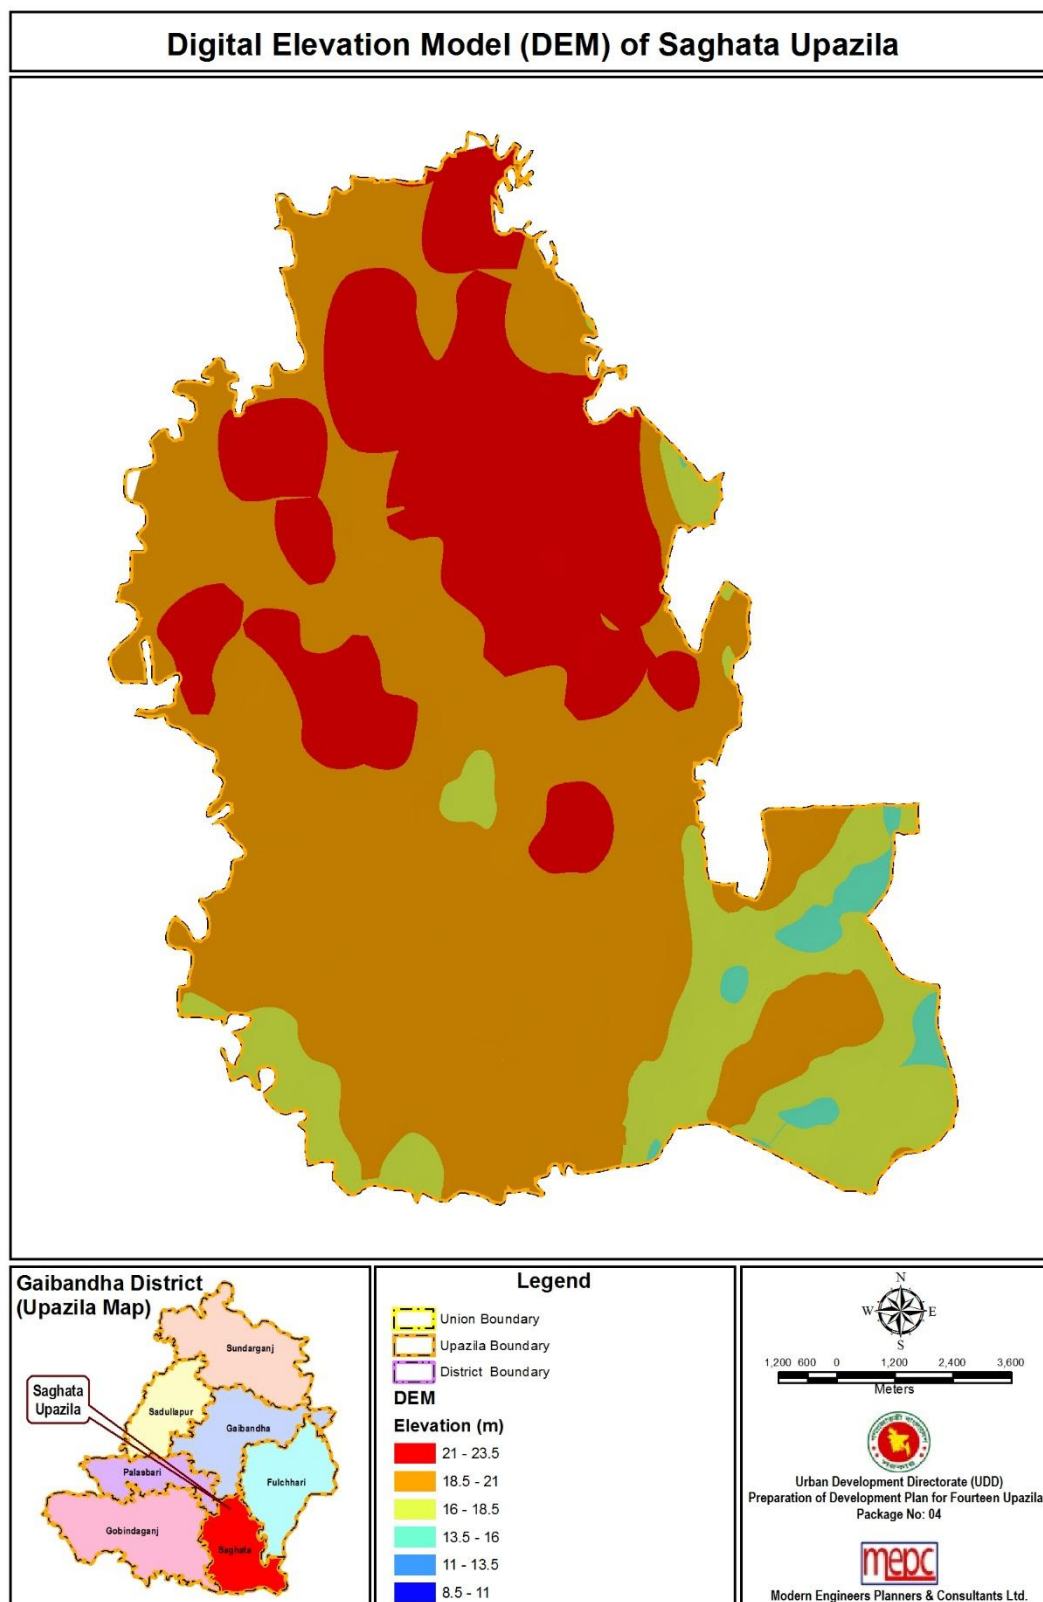 Digital Elevation Model (DEM) of Saghata Upazila
Gaibandha District
(Upazila Map)
Sundarganj
Saghata
Upazila
Sadullapur
Gaibandha
Palasbari
Fulchhari
Gobindaganj
Saghata
Legend
Union Boundary
Upazila Boundary
District Boundary
DEM
Elevation (m)
21 - 23.5
18.5 - 21
16 - 18.5
13.5 - 16
11 - 13.5
8.5 - 11
N
W E
S
1,200 600 0 1,200 2,400 3,600
Meters
Urban Development Directorate (UDD)
Preparation of Development Plan for Fourteen Upazila
Package No: 04
mepc
Modern Engineers Planners & Consultants Ltd.